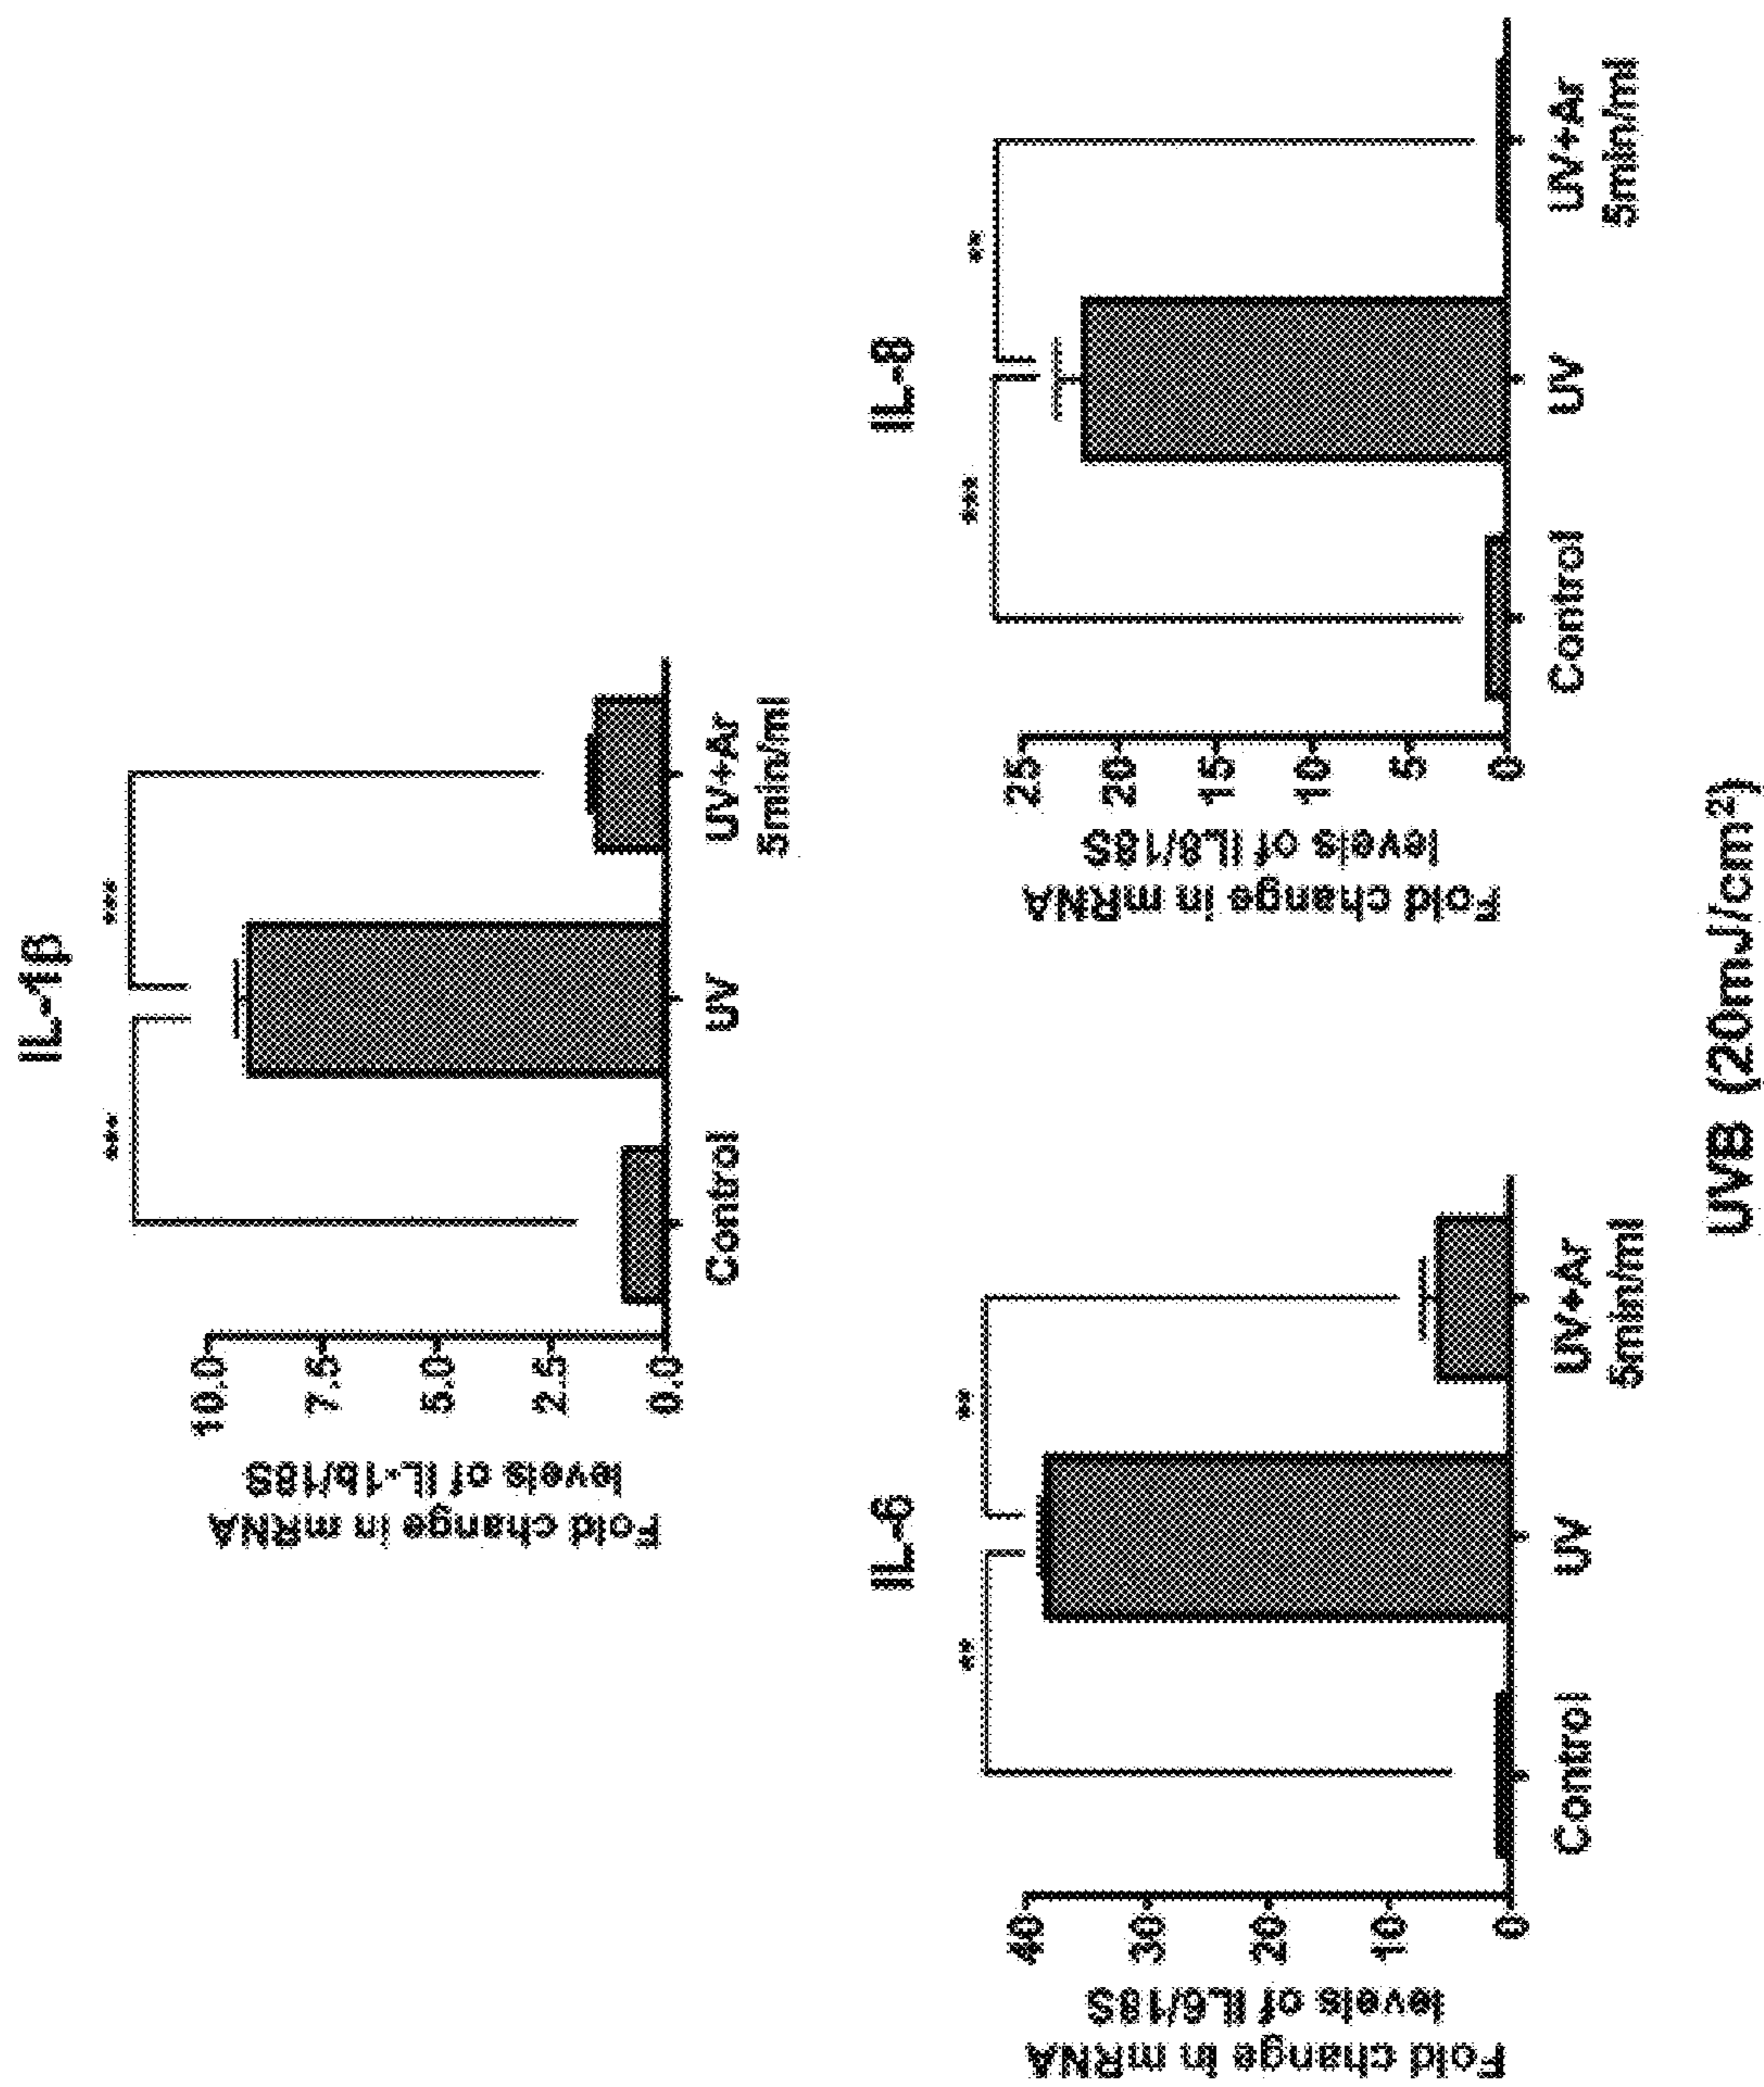 IL-1β
***
***
Fold change in mRNA
levels of IL-1b/18S
10.0
7.5
5.0
2.5
0.0
Control
UV
UV+Ar
5min/ml
IL-6
**
**
Fold change in mRNA
levels of IL6/18S
40
30
20
10
0
Control
UV
UV+Ar
5min/ml
IL-8
***
**
Fold change in mRNA
levels of IL8/18S
25
20
15
10
5
0
Control
UV
UV+Ar
5min/ml
UVB (20mJ/cm²)